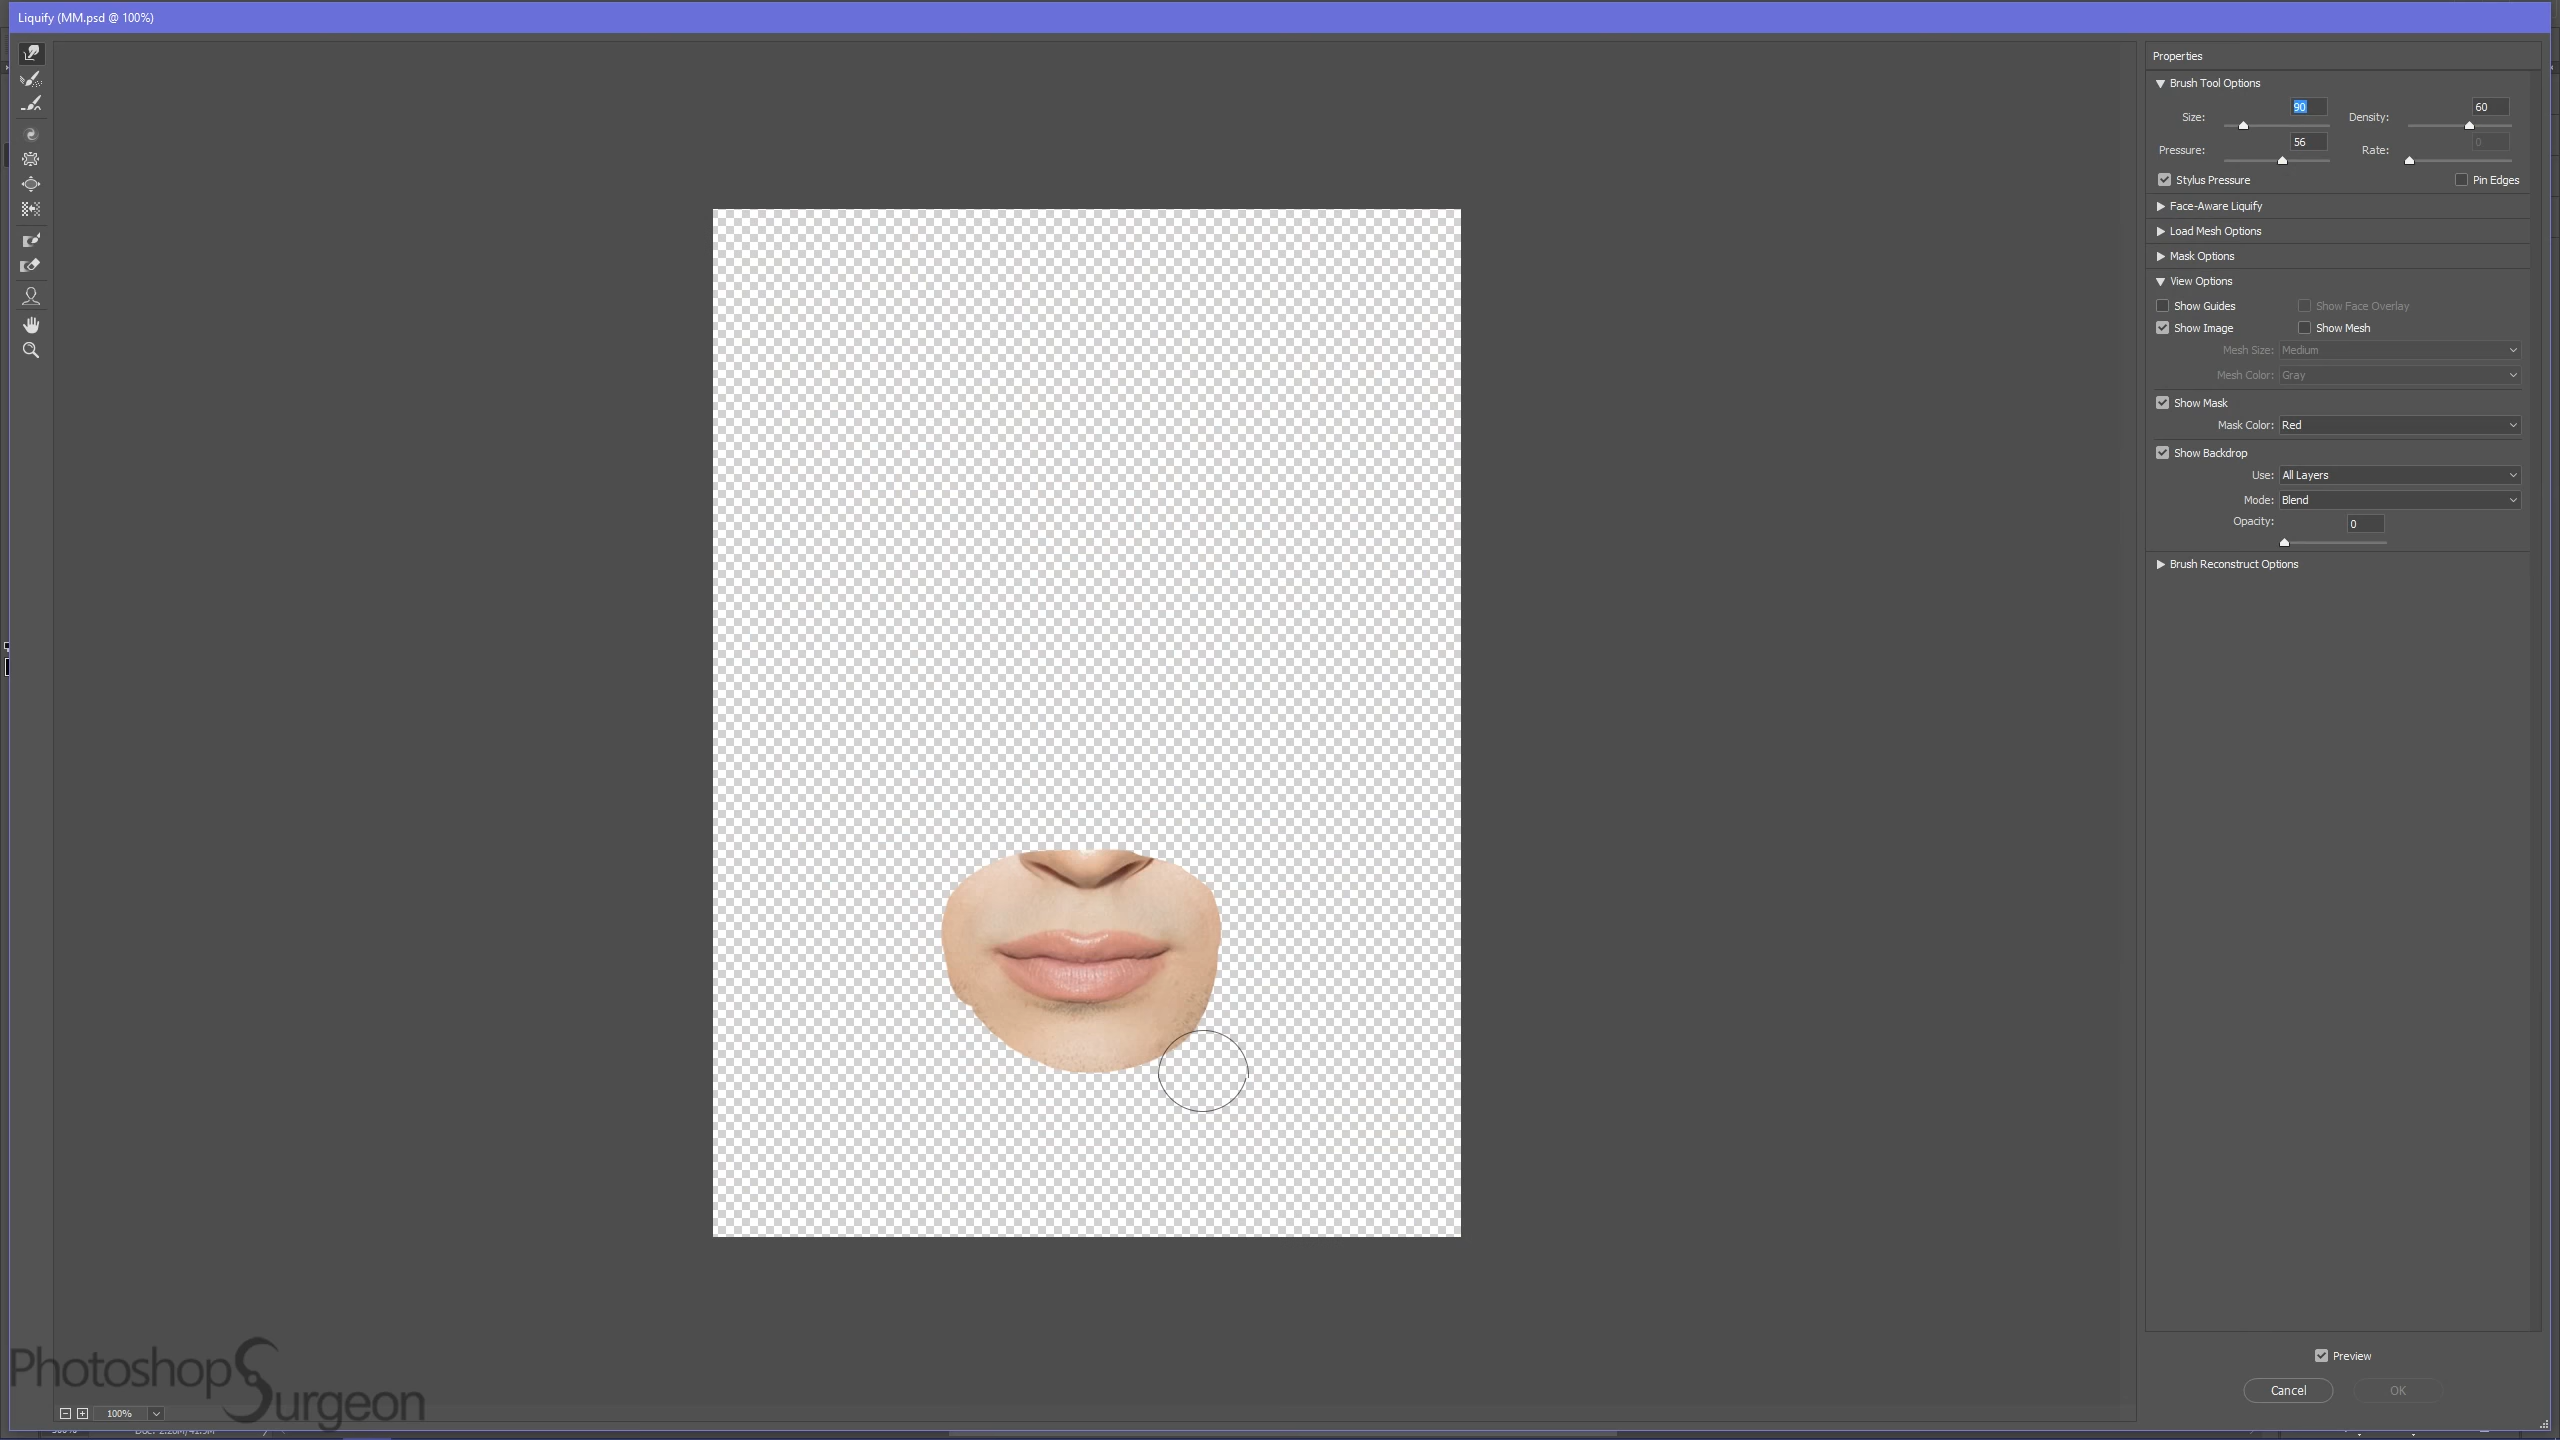 Liquify (MM.psd @ 100%)
Properties
Brush Tool Options
Size: 90 Density: 60
Pressure: 56 Rate: 0
Stylus Pressure Pin Edges
Face-Aware Liquify
Load Mesh Options
Mask Options
View Options
Show Guides Show Face Overlay
Show Image Show Mesh
Mesh Size: Medium
Mesh Color: Gray
Show Mask
Mask Color: Red
Show Backdrop
Use: All Layers
Mode: Blend
Opacity: 0
Brush Reconstruct Options
Preview
Cancel OK
Photoshop
Surgeon
100%